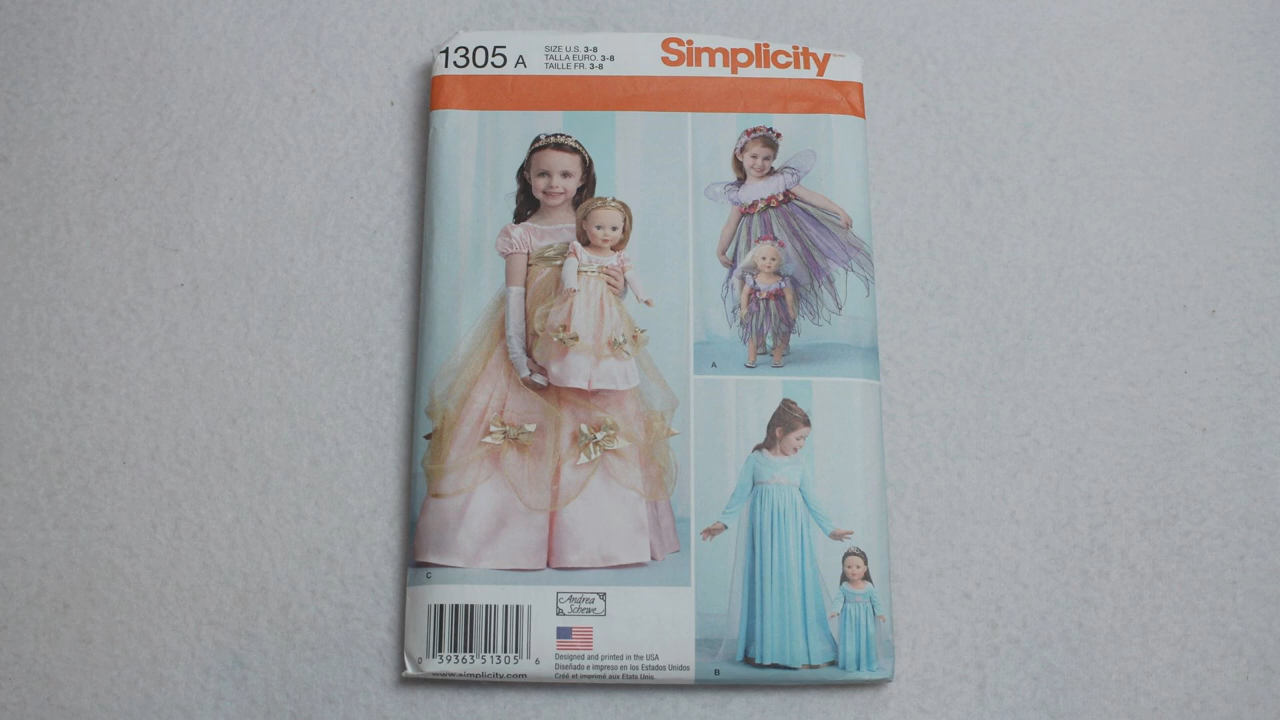 1305 A
SIZE U.S. 3-8
TALLA EURO. 3-8
TAILLE FR. 3-8
Simplicity
A
C
B
Andrea
Schewe
0 39363 51305 6
www.simplicity.com
Designed and printed in the USA
Diseñado e impreso en los Estados Unidos
Créé et imprimé aux Etats Unis